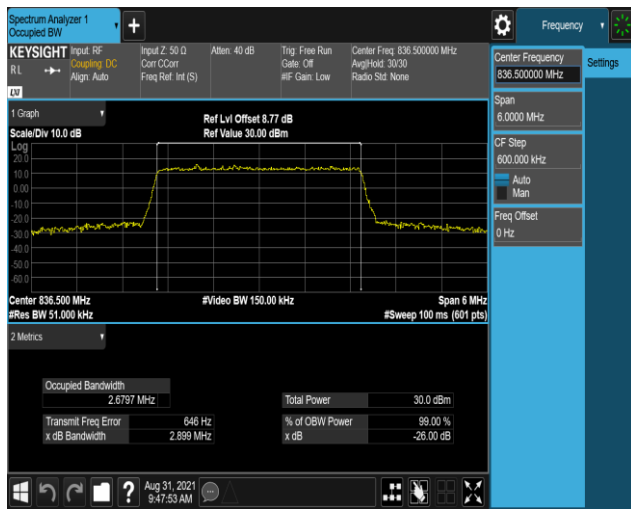 Spectrum Analyzer 1
Occupied BW
Frequency
KEYSIGHT
Input: RF
Input Z: 50 Ω
Atten: 40 dB
Trig: Free Run
Center Freq: 836.500000 MHz
RL
Coupling: DC
Corr CCorr
Gate: Off
Avg|Hold: 30/30
Align: Auto
Freq Ref: Int (S)
#IF Gain: Low
Radio Std: None
LXI
Center Frequency
836.500000 MHz
Settings
Span
6.0000 MHz
CF Step
600.000 kHz
Auto
Man
Freq Offset
0 Hz
1 Graph
Ref Lvl Offset 8.77 dB
Scale/Div 10.0 dB
Ref Value 30.00 dBm
Log
20.0
10.0
0.00
-10.0
-20.0
-30.0
-40.0
-50.0
-60.0
Center 836.500 MHz
#Video BW 150.00 kHz
Span 6 MHz
#Res BW 51.000 kHz
#Sweep 100 ms (601 pts)
2 Metrics
Occupied Bandwidth
2.6797 MHz
Total Power
30.0 dBm
Transmit Freq Error
646 Hz
% of OBW Power
99.00 %
x dB Bandwidth
2.899 MHz
x dB
-26.00 dB
?
Aug 31, 2021
9:47:53 AM